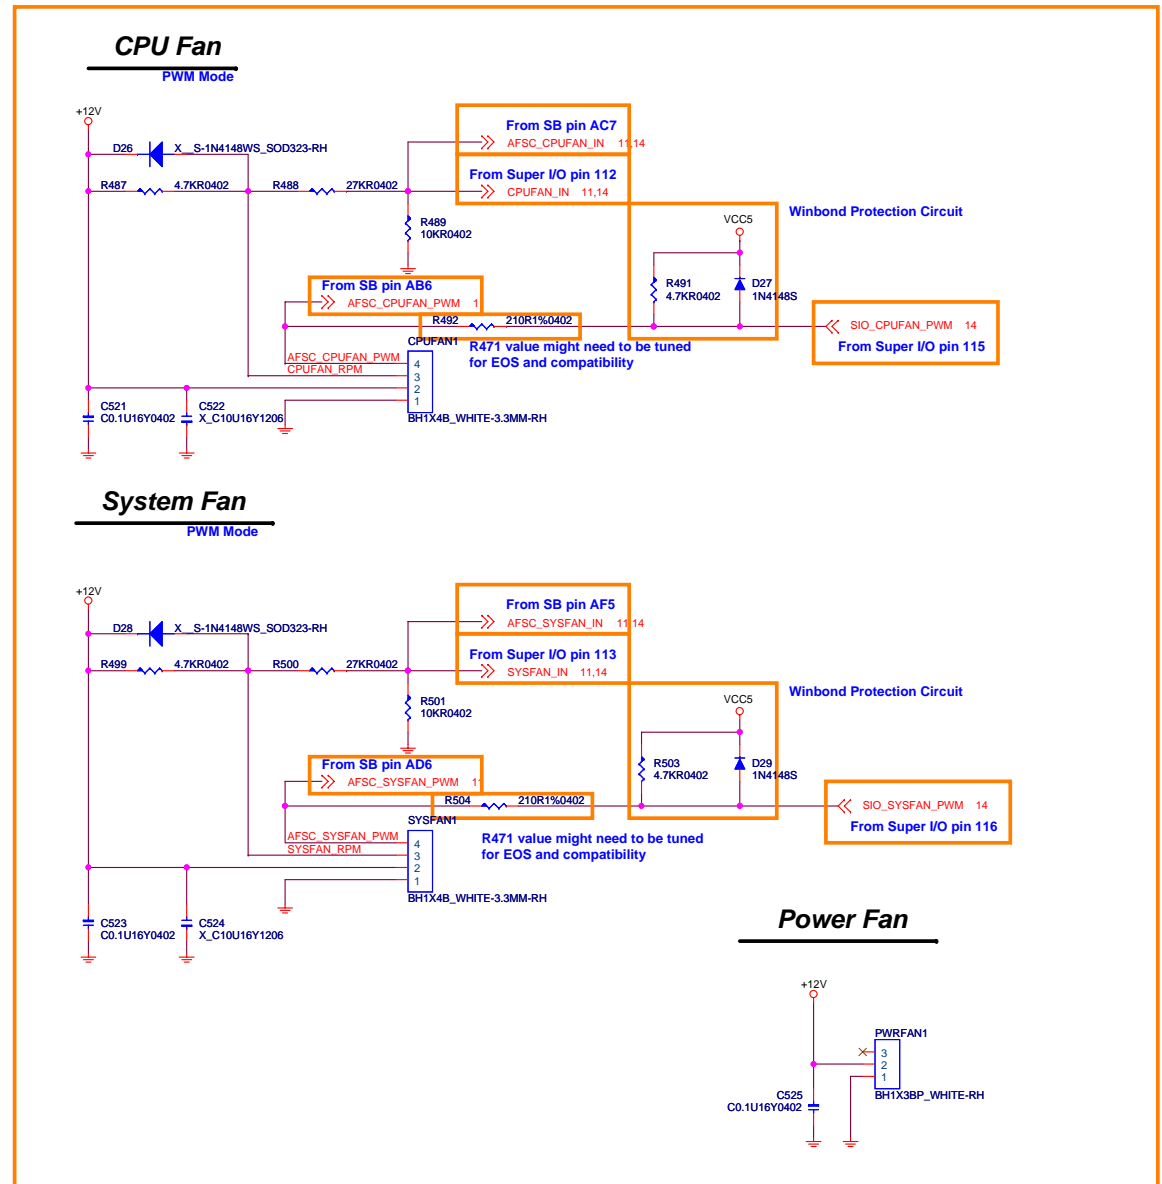 CPU Fan
PWM Mode
+12V
D26 X__S-1N4148WS_SOD323-RH
R487 4.7KR0402 R488 27KR0402
From SB pin AC7
AFSC_CPUFAN_IN 11,14
From Super I/O pin 112
CPUFAN_IN 11,14
R489
10KR0402
Winbond Protection Circuit
VCC5
R491
4.7KR0402
D27
1N4148S
From SB pin AB6
AFSC_CPUFAN_PWM 1
R492 210R1%0402
SIO_CPUFAN_PWM 14
From Super I/O pin 115
R471 value might need to be tuned
for EOS and compatibility
CPUFAN1
AFSC_CPUFAN_PWM
CPUFAN_RPM
4
3
2
1
BH1X4B_WHITE-3.3MM-RH
C521
C0.1U16Y0402
C522
X_C10U16Y1206
System Fan
PWM Mode
+12V
D28 X__S-1N4148WS_SOD323-RH
R499 4.7KR0402 R500 27KR0402
From SB pin AF5
AFSC_SYSFAN_IN 11,14
From Super I/O pin 113
SYSFAN_IN 11,14
R501
10KR0402
Winbond Protection Circuit
VCC5
R503
4.7KR0402
D29
1N4148S
From SB pin AD6
AFSC_SYSFAN_PWM 11
R504 210R1%0402
SIO_SYSFAN_PWM 14
From Super I/O pin 116
R471 value might need to be tuned
for EOS and compatibility
SYSFAN1
AFSC_SYSFAN_PWM
SYSFAN_RPM
4
3
2
1
BH1X4B_WHITE-3.3MM-RH
C523
C0.1U16Y0402
C524
X_C10U16Y1206
Power Fan
+12V
PWRFAN1
3
2
1
BH1X3BP_WHITE-RH
C525
C0.1U16Y0402